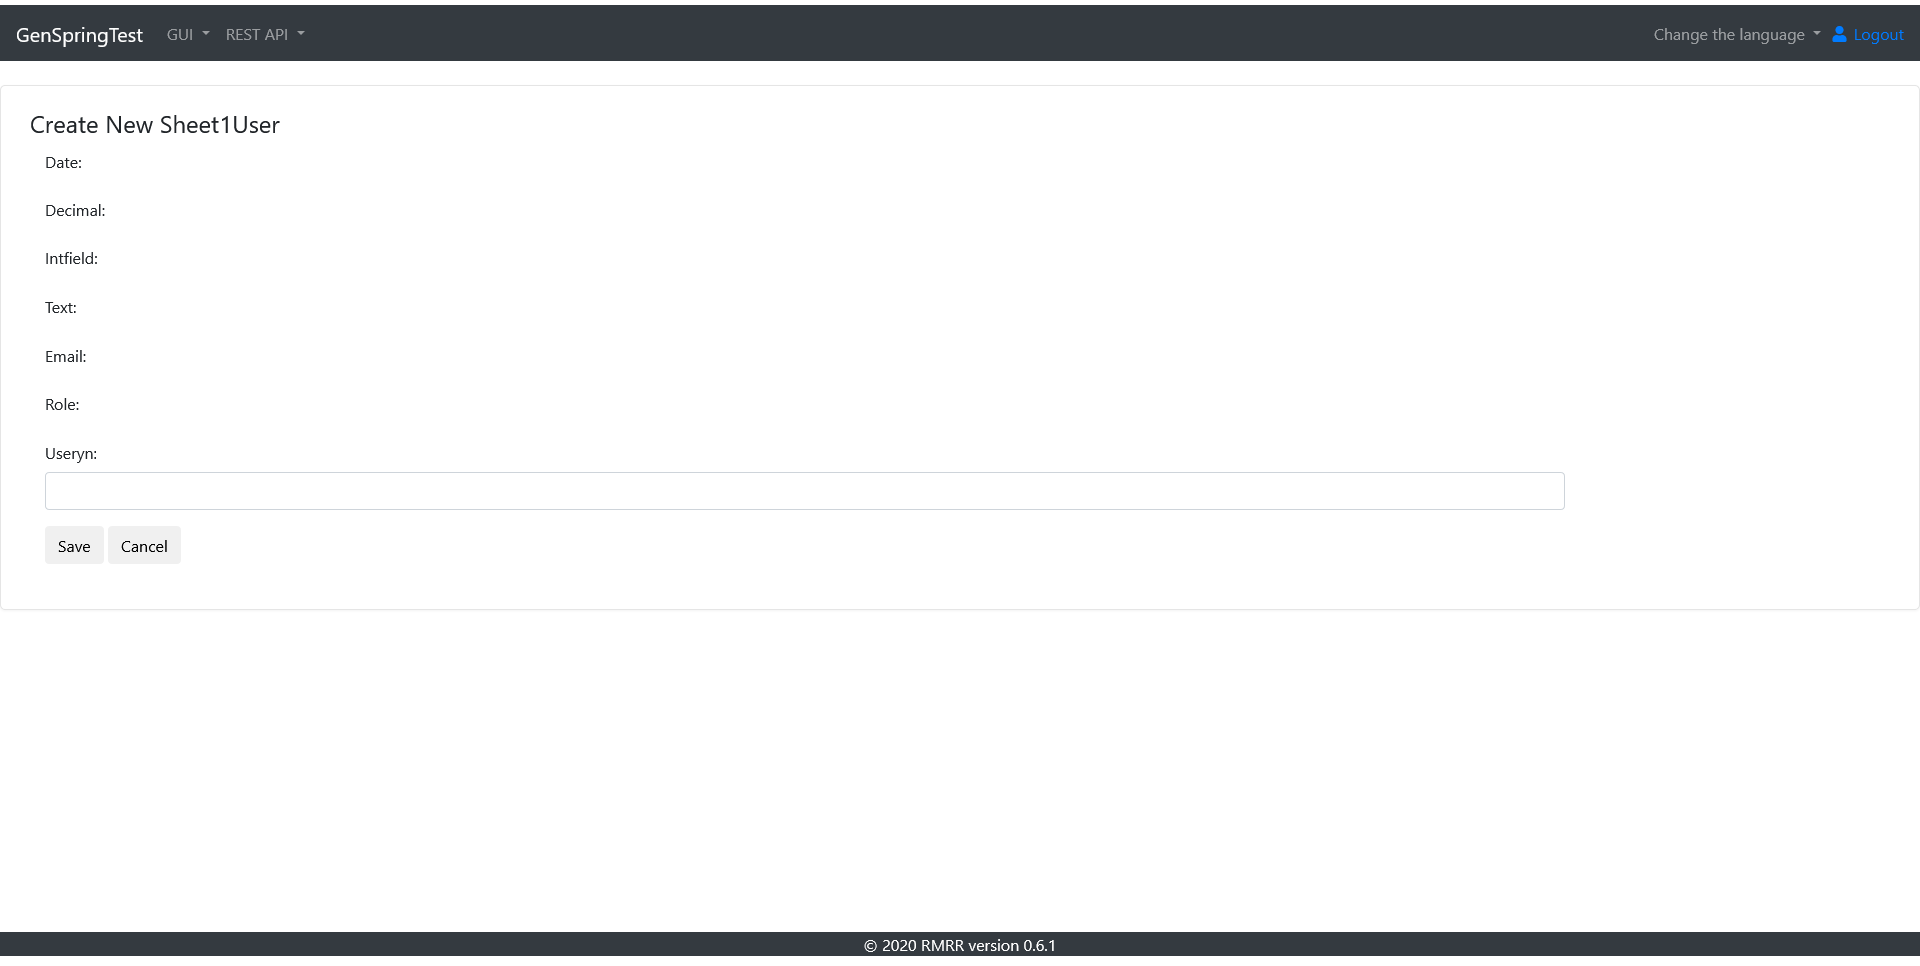 GenSpringTest GUI REST API Change the language Logout
Create New Sheet1User
Date:
Decimal:
Intfield:
Text:
Email:
Role:
Useryn:
Save Cancel
© 2020 RMRR version 0.6.1